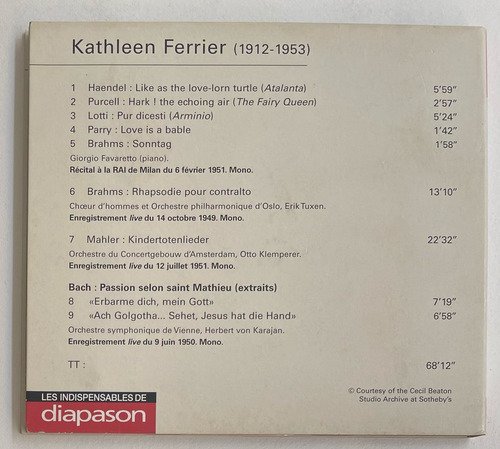 Kathleen Ferrier (1912-1953)
1 Haendel : Like as the love-lorn turtle (Atalanta) 5'59"
2 Purcell : Hark ! the echoing air (The Fairy Queen) 2'57"
3 Lotti : Pur dicesti (Arminio) 5'24"
4 Parry : Love is a bable 1'42"
5 Brahms : Sonntag 1'58"
Giorgio Favaretto (piano).
Récital à la RAI de Milan du 6 février 1951. Mono.
6 Brahms : Rhapsodie pour contralto 13'10"
Chœur d'hommes et Orchestre philharmonique d'Oslo, Erik Tuxen.
Enregistrement live du 14 octobre 1949. Mono.
7 Mahler : Kindertotenlieder 22'32"
Orchestre du Concertgebouw d'Amsterdam, Otto Klemperer.
Enregistrement live du 12 juillet 1951. Mono.
Bach : Passion selon saint Mathieu (extraits)
8 «Erbarme dich, mein Gott» 7'19"
9 «Ach Golgotha... Sehet, Jesus hat die Hand» 6'58"
Orchestre symphonique de Vienne, Herbert von Karajan.
Enregistrement live du 9 juin 1950. Mono.
TT : 68'12"
© Courtesy of the Cecil Beaton
Studio Archive at Sotheby's
LES INDISPENSABLES DE
diapason